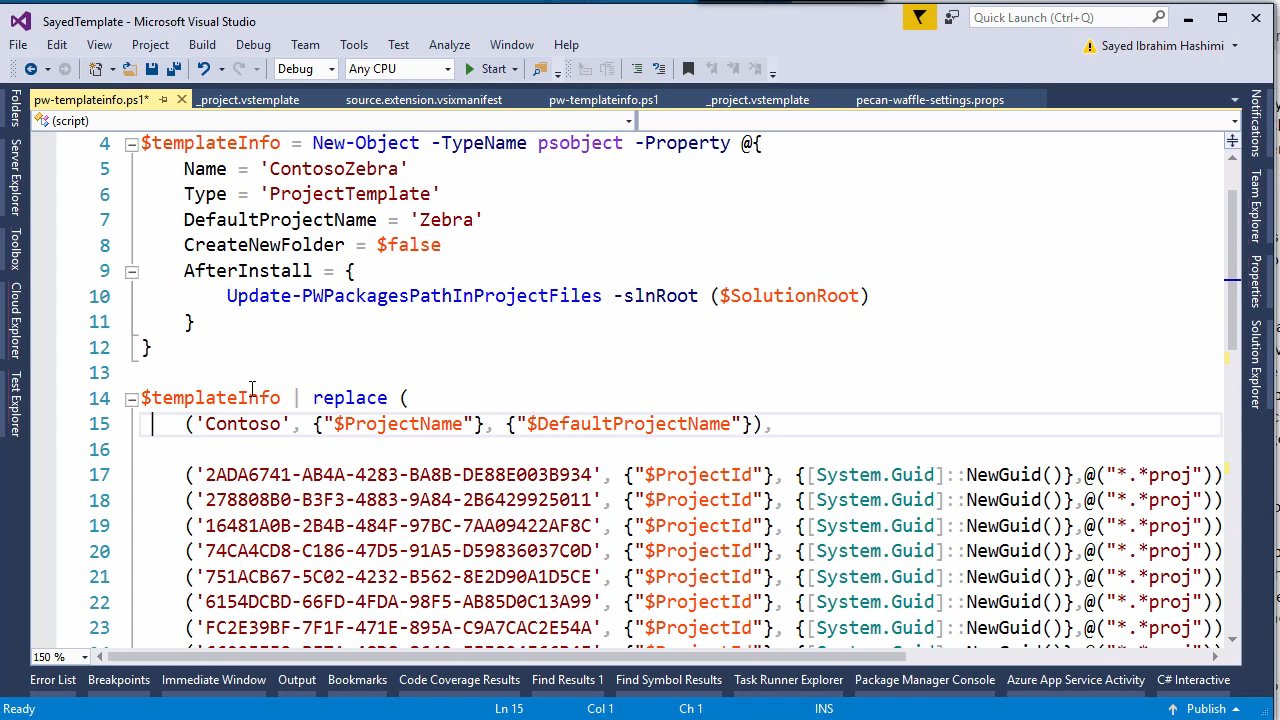 SayedTemplate - Microsoft Visual Studio
Quick Launch (Ctrl+Q)
File Edit View Project Build Debug Team Tools Test Analyze Window Help
Sayed Ibrahim Hashimi
Debug Any CPU Start
pw-templateinfo.ps1* _project.vstemplate source.extension.vsixmanifest pw-templateinfo.ps1 _project.vstemplate pecan-waffle-settings.props
(script)
4 $templateInfo = New-Object -TypeName psobject -Property @{
5 Name = 'ContosoZebra'
6 Type = 'ProjectTemplate'
7 DefaultProjectName = 'Zebra'
8 CreateNewFolder = $false
9 AfterInstall = {
10 Update-PWPackagesPathInProjectFiles -slnRoot ($SolutionRoot)
11 }
12 }
13
14 $templateInfo | replace (
15 ('Contoso', {"$ProjectName"}, {"$DefaultProjectName"}),
16
17 ('2ADA6741-AB4A-4283-BA8B-DE88E003B934', {"$ProjectId"}, {[System.Guid]::NewGuid()},@("*.*proj"))
18 ('278808B0-B3F3-4883-9A84-2B6429925011', {"$ProjectId"}, {[System.Guid]::NewGuid()},@("*.*proj"))
19 ('16481A0B-2B4B-484F-97BC-7AA09422AF8C', {"$ProjectId"}, {[System.Guid]::NewGuid()},@("*.*proj"))
20 ('74CA4CD8-C186-47D5-91A5-D59836037C0D', {"$ProjectId"}, {[System.Guid]::NewGuid()},@("*.*proj"))
21 ('751ACB67-5C02-4232-B562-8E2D90A1D5CE', {"$ProjectId"}, {[System.Guid]::NewGuid()},@("*.*proj"))
22 ('6154DCBD-66FD-4FDA-98F5-AB85D0C13A99', {"$ProjectId"}, {[System.Guid]::NewGuid()},@("*.*proj"))
23 ('FC2E39BF-7F1F-471E-895A-C9A7CAC2E54A', {"$ProjectId"}, {[System.Guid]::NewGuid()},@("*.*proj"))
150 %
Error List Breakpoints Immediate Window Output Bookmarks Code Coverage Results Find Results 1 Find Symbol Results Task Runner Explorer Package Manager Console Azure App Service Activity C# Interactive
Ready Ln 15 Col 1 Ch 1 INS Publish
Folders
Server Explorer
Toolbox
Cloud Explorer
Test Explorer
Notifications
Team Explorer
Properties
Solution Explorer